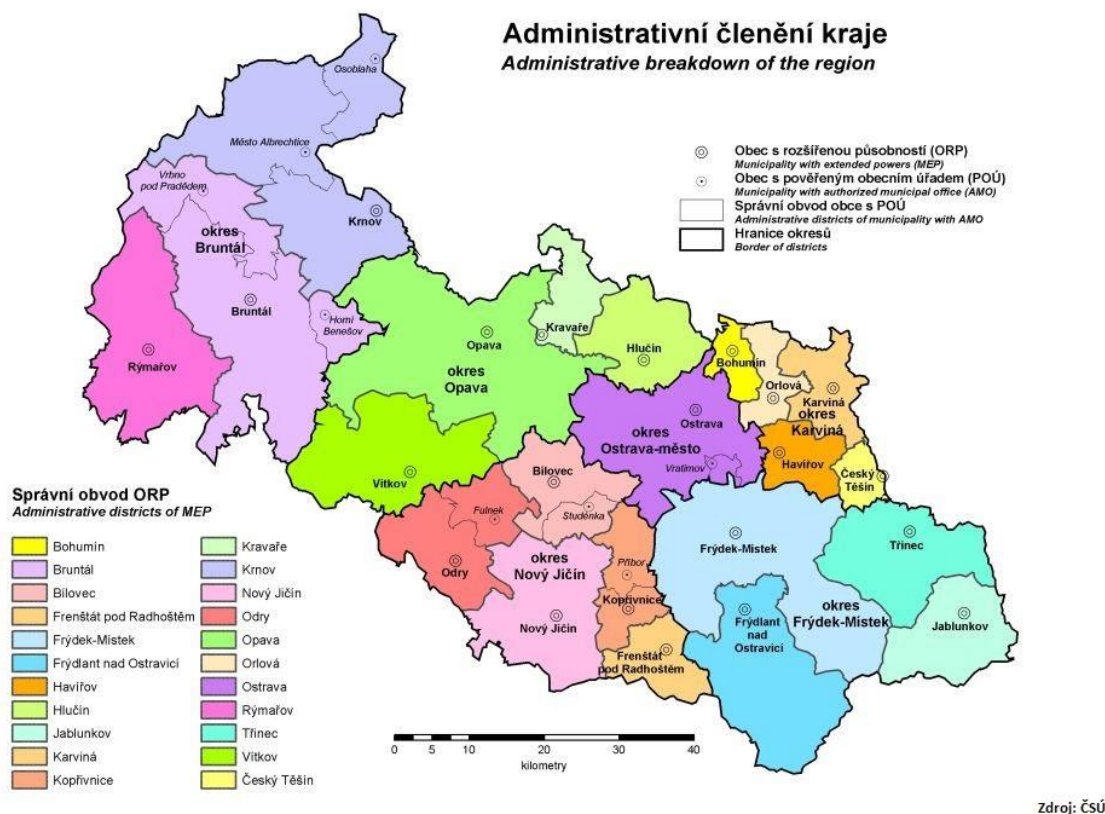 Administrativní členění kraje
Administrative breakdown of the region
Obec s rozšířenou působností (ORP)
Municipality with extended powers (MEP)
Obec s pověřeným obecním úřadem (POÚ)
Municipality with authorized municipal office (AMO)
Správní obvod obce s POÚ
Administrative districts of municipality with AMO
Hranice okresů
Border of districts
Osoblaha
Město Albrechtice
Vrbno
pod Pradědem
Krnov
okres
Bruntál
Bruntál
Horní
Benešov
Rýmařov
Opava
okres
Opava
Kravaře
Hlučín
Bohumín
Orlová
Karviná
okres
Karviná
Ostrava
okres
Ostrava-město
Vratimov
Havířov
Český
Těšín
Vítkov
Bílovec
Studénka
Fulnek
Odry
okres
Nový Jičín
Nový Jičín
Příbor
Kopřivnice
Frenštát
pod Radhoštěm
Frýdek-Místek
Frýdlant
nad
Ostravicí
okres
Frýdek-Místek
Třinec
Jablunkov
Správní obvod ORP
Administrative districts of MEP
Bohumín
Bruntál
Bílovec
Frenštát pod Radhoštěm
Frýdek-Místek
Frýdlant nad Ostravicí
Havířov
Hlučín
Jablunkov
Karviná
Kopřivnice
Kravaře
Krnov
Nový Jičín
Odry
Opava
Orlová
Ostrava
Rýmařov
Třinec
Vítkov
Český Těšín
0 5 10 20 30 40
kilometry
Zdroj: ČSÚ